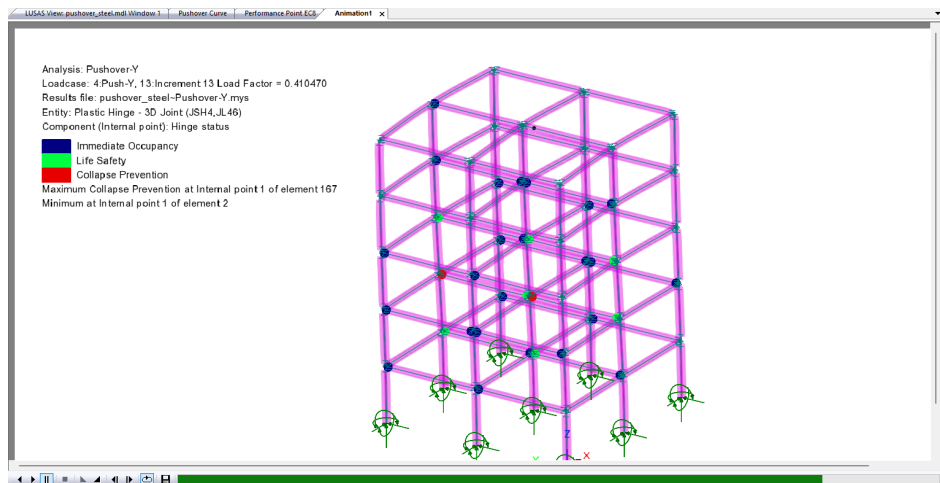 LUSAS View: pushover_steel.mdl Window 1 Pushover Curve Performance Point EC8 Animation1 x
Analysis: Pushover-Y
Loadcase: 4:Push-Y, 13:Increment 13 Load Factor = 0.410470
Results file: pushover_steel~Pushover-Y.mys
Entity: Plastic Hinge - 3D Joint (JSH4,JL46)
Component (Internal point): Hinge status
Immediate Occupancy
Life Safety
Collapse Prevention
Maximum Collapse Prevention at Internal point 1 of element 167
Minimum at Internal point 1 of element 2
Z
Y X